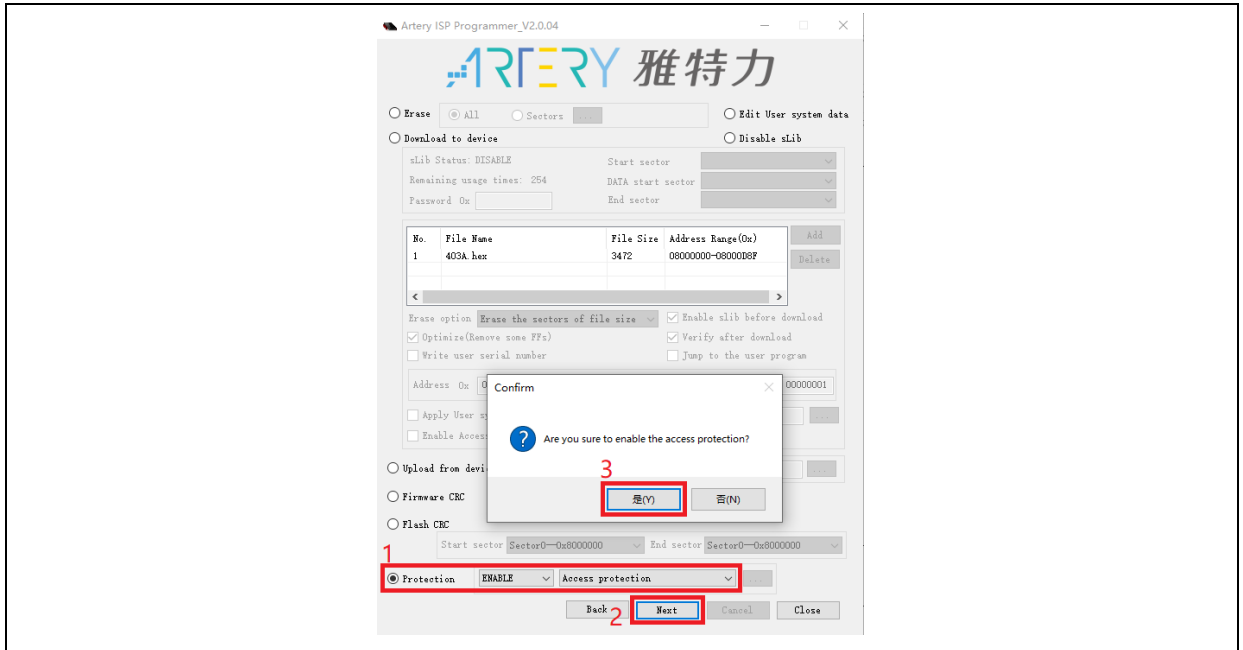 Artery ISP Programmer_V2.0.04
ARTERY 雅特力
Erase All Sectors ... Edit User system data
Download to device Disable sLib
sLib Status: DISABLE Start sector
Remaining usage times: 254 DATA start sector
Password 0x End sector
No. File Name File Size Address Range(0x) Add
1 403A.hex 3472 08000000-08000D8F Delete
Erase option Erase the sectors of file size Enable slib before download
Optimize(Remove some FFs) Verify after download
Write user serial number Jump to the user program
Address 0x 0 00000001
Confirm
Apply User sy ...
Enable Acces
Are you sure to enable the access protection?
Upload from devi ...
3
是(Y) 否(N)
Firmware CRC
Flash CRC
Start sector Sector0—0x8000000 End sector Sector0—0x8000000
1
Protection ENABLE Access protection ...
2
Back Next Cancel Close